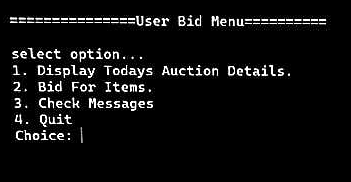 ===============User Bid Menu==========
select option...
1. Display Todays Auction Details.
2. Bid For Items.
3. Check Messages
4. Quit
Choice: